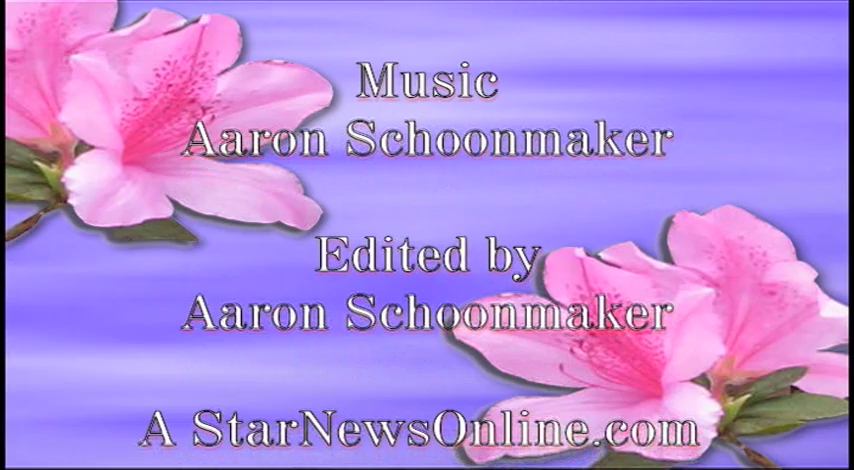 Music
Aaron Schoonmaker
Edited by
Aaron Schoonmaker
A StarNewsOnline.com